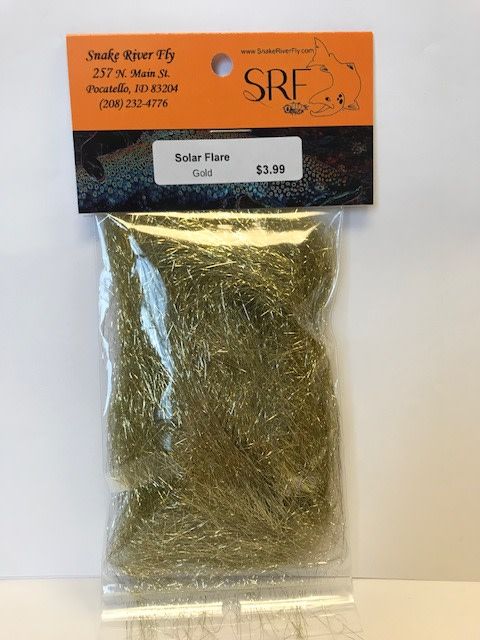 Snake River Fly
257 N. Main St.
Pocatello, ID 83204
(208) 232-4776
www.SnakeRiverFly.com
SRF
Solar Flare
Gold
$3.99